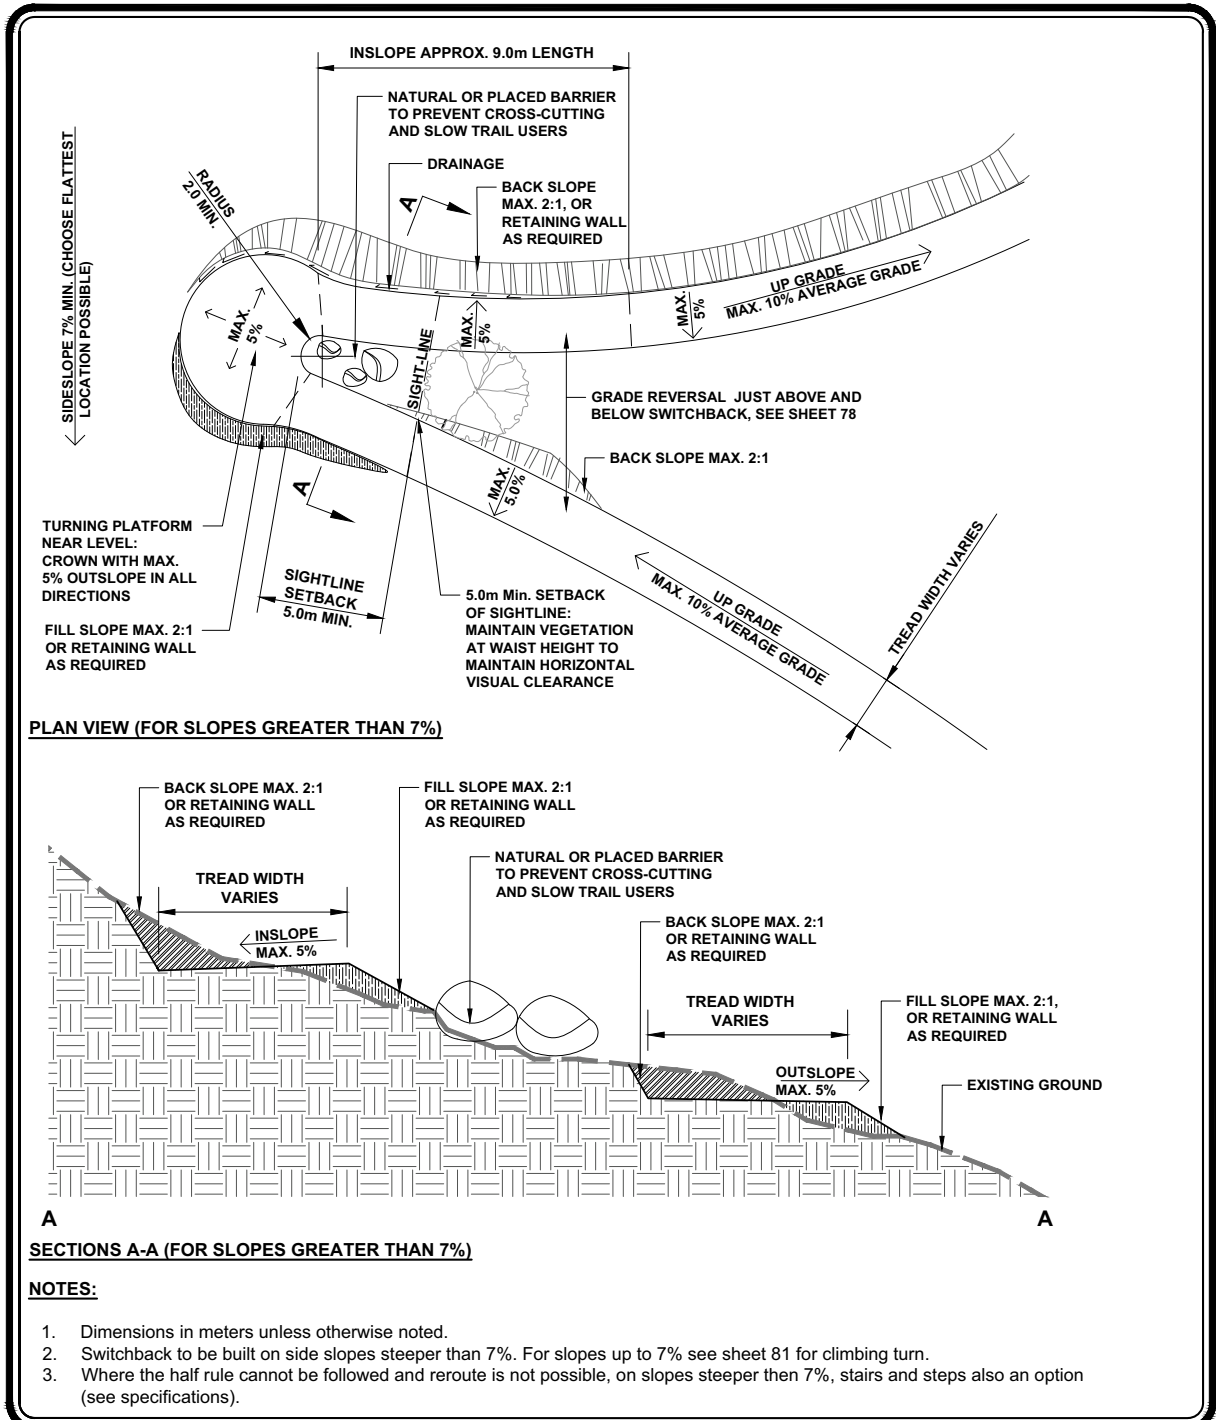 INSLOPE APPROX. 9.0m LENGTH
NATURAL OR PLACED BARRIER
TO PREVENT CROSS-CUTTING
AND SLOW TRAIL USERS
DRAINAGE
A
BACK SLOPE
MAX. 2:1, OR
RETAINING WALL
AS REQUIRED
RADIUS
2.0 MIN.
SIDESLOPE 7% MIN. (CHOOSE FLATTEST
LOCATION POSSIBLE)
MAX.
5%
SIGHT-LINE
MAX.
5%
MAX.
5%
UP GRADE
MAX. 10% AVERAGE GRADE
GRADE REVERSAL JUST ABOVE AND
BELOW SWITCHBACK, SEE SHEET 78
BACK SLOPE MAX. 2:1
A
MAX.
5.0%
TURNING PLATFORM
NEAR LEVEL:
CROWN WITH MAX.
5% OUTSLOPE IN ALL
DIRECTIONS
FILL SLOPE MAX. 2:1
OR RETAINING WALL
AS REQUIRED
SIGHTLINE
SETBACK
5.0m MIN.
5.0m Min. SETBACK
OF SIGHTLINE:
MAINTAIN VEGETATION
AT WAIST HEIGHT TO
MAINTAIN HORIZONTAL
VISUAL CLEARANCE
UP GRADE
MAX. 10% AVERAGE GRADE
TREAD WIDTH VARIES
PLAN VIEW (FOR SLOPES GREATER THAN 7%)
BACK SLOPE MAX. 2:1
OR RETAINING WALL
AS REQUIRED
FILL SLOPE MAX. 2:1
OR RETAINING WALL
AS REQUIRED
NATURAL OR PLACED BARRIER
TO PREVENT CROSS-CUTTING
AND SLOW TRAIL USERS
TREAD WIDTH
VARIES
INSLOPE
MAX. 5%
BACK SLOPE MAX. 2:1
OR RETAINING WALL
AS REQUIRED
TREAD WIDTH
VARIES
FILL SLOPE MAX. 2:1,
OR RETAINING WALL
AS REQUIRED
OUTSLOPE
MAX. 5%
EXISTING GROUND
A
A
SECTIONS A-A (FOR SLOPES GREATER THAN 7%)
NOTES:
1. Dimensions in meters unless otherwise noted.
2. Switchback to be built on side slopes steeper than 7%. For slopes up to 7% see sheet 81 for climbing turn.
3. Where the half rule cannot be followed and reroute is not possible, on slopes steeper then 7%, stairs and steps also an option
(see specifications).